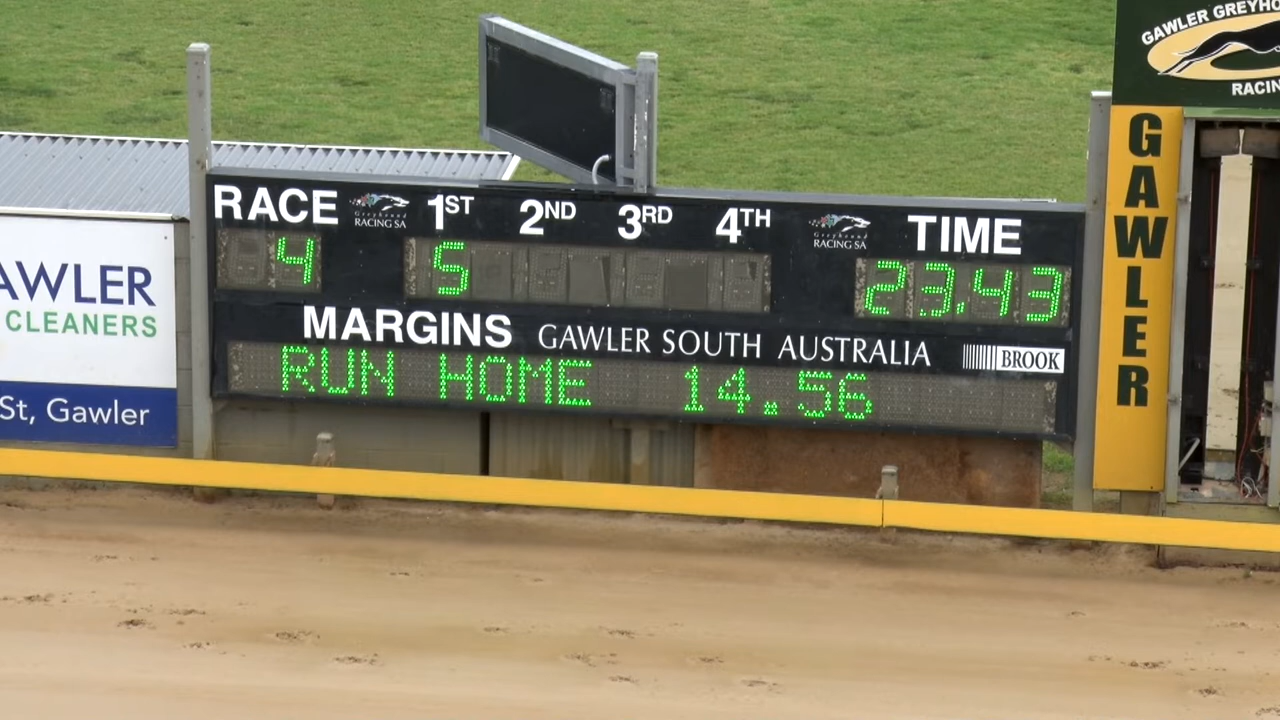 GAWLER GREYHO
RACIN
GAWLER
RACE
Greyhound
RACING SA
1ST
2ND
3RD
4TH
Greyhound
RACING SA
TIME
4
5
23.43
MARGINS
GAWLER SOUTH AUSTRALIA
BROOK
RUN HOME 14.56
AWLER
CLEANERS
St, Gawler